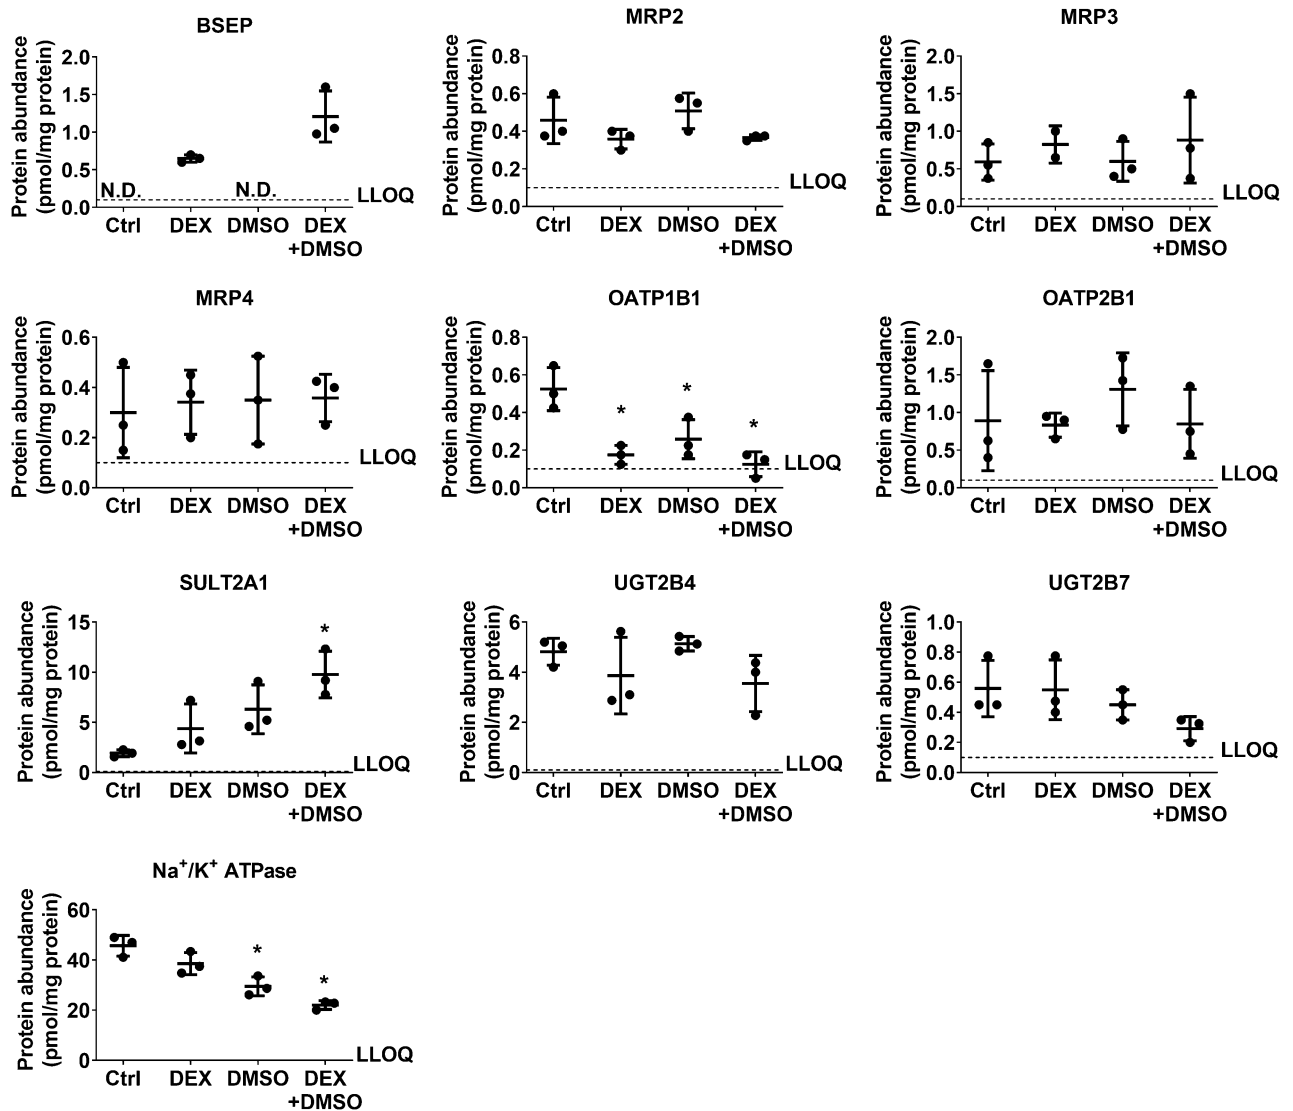 BSEP
Protein abundance
(pmol/mg protein)
2.0
1.5
1.0
0.5
0.0
N.D.
N.D.
LLOQ
Ctrl DEX DMSO DEX
+DMSO
MRP2
Protein abundance
(pmol/mg protein)
0.8
0.6
0.4
0.2
0.0
LLOQ
Ctrl DEX DMSO DEX
+DMSO
MRP3
Protein abundance
(pmol/mg protein)
2.0
1.5
1.0
0.5
0.0
LLOQ
Ctrl DEX DMSO DEX
+DMSO
MRP4
Protein abundance
(pmol/mg protein)
0.6
0.4
0.2
0.0
LLOQ
Ctrl DEX DMSO DEX
+DMSO
OATP1B1
Protein abundance
(pmol/mg protein)
0.8
0.6
0.4
0.2
0.0
*
*
*
LLOQ
Ctrl DEX DMSO DEX
+DMSO
OATP2B1
Protein abundance
(pmol/mg protein)
2.0
1.5
1.0
0.5
0.0
LLOQ
Ctrl DEX DMSO DEX
+DMSO
SULT2A1
Protein abundance
(pmol/mg protein)
15
10
5
0
*
LLOQ
Ctrl DEX DMSO DEX
+DMSO
UGT2B4
Protein abundance
(pmol/mg protein)
6
4
2
0
LLOQ
Ctrl DEX DMSO DEX
+DMSO
UGT2B7
Protein abundance
(pmol/mg protein)
1.0
0.8
0.6
0.4
0.2
0.0
LLOQ
Ctrl DEX DMSO DEX
+DMSO
Na⁺/K⁺ ATPase
Protein abundance
(pmol/mg protein)
60
40
20
0
*
*
LLOQ
Ctrl DEX DMSO DEX
+DMSO